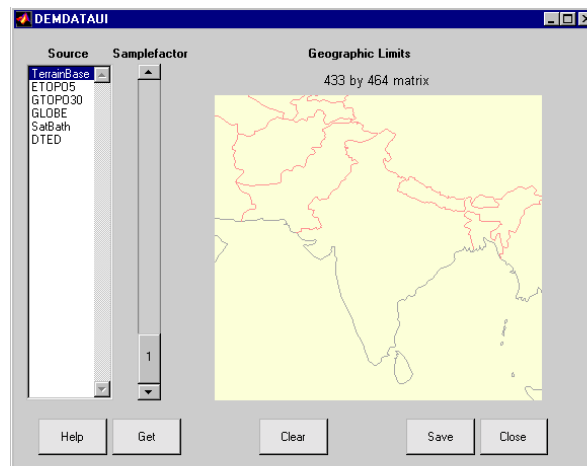 DEMDATAUI
Source Samplefactor Geographic Limits
433 by 464 matrix
TerrainBase
ETOPO5
GTOPO30
GLOBE
SatBath
DTED
1
Help Get Clear Save Close